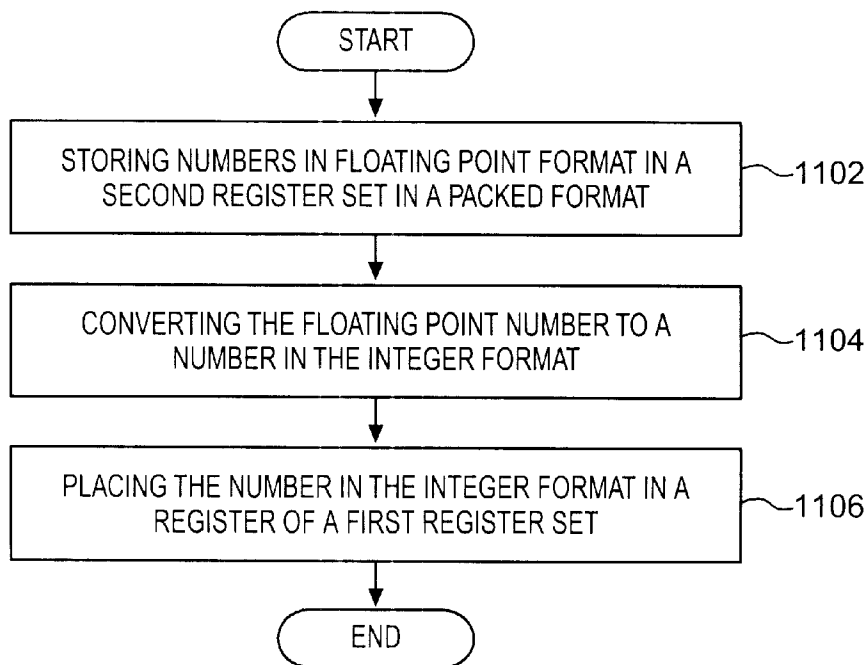 START
STORING NUMBERS IN FLOATING POINT FORMAT IN A
SECOND REGISTER SET IN A PACKED FORMAT
1102
CONVERTING THE FLOATING POINT NUMBER TO A
NUMBER IN THE INTEGER FORMAT
1104
PLACING THE NUMBER IN THE INTEGER FORMAT IN A
REGISTER OF A FIRST REGISTER SET
1106
END